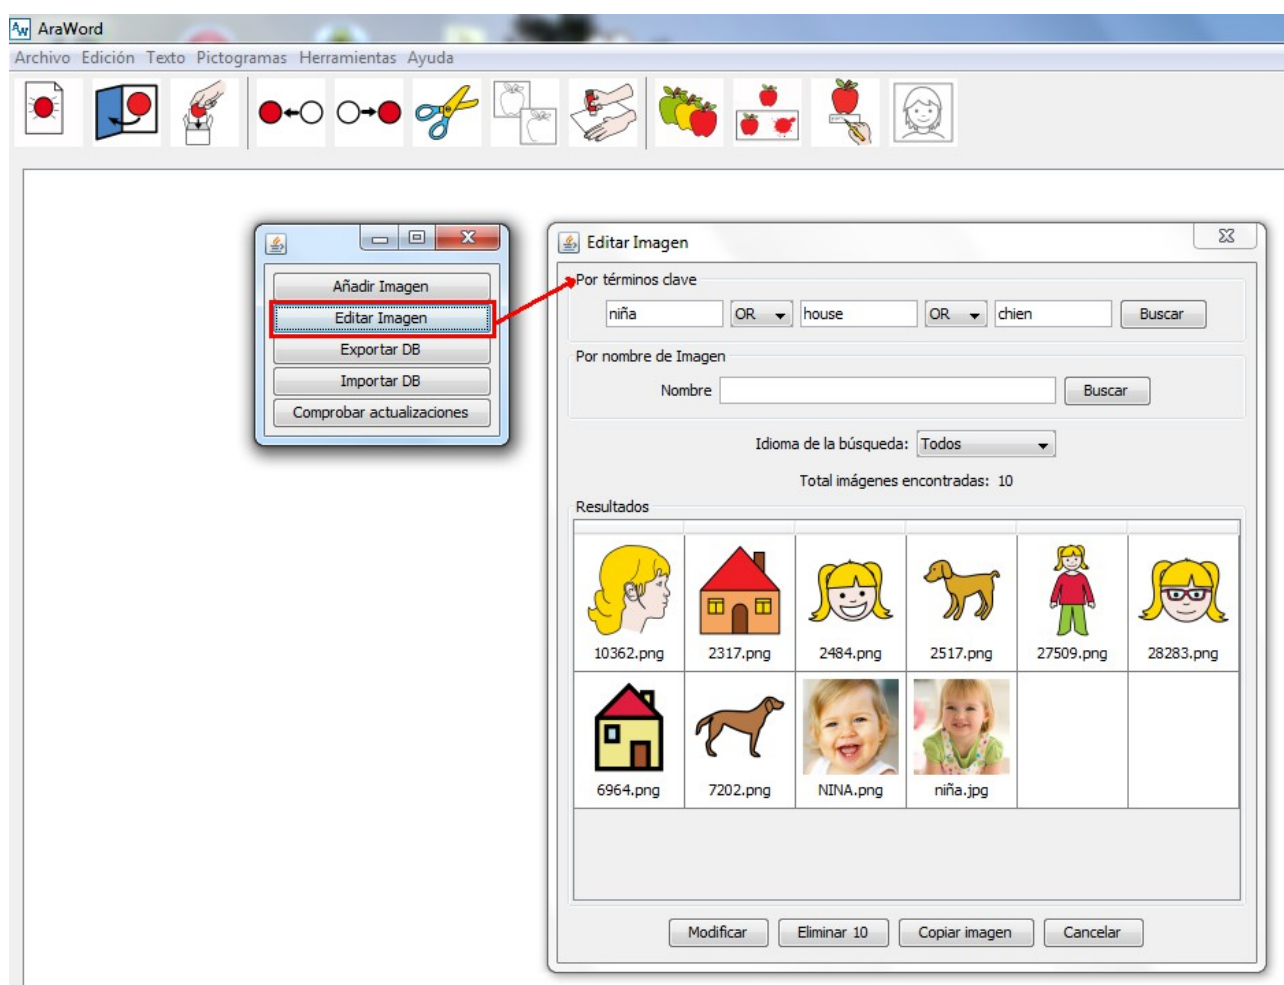 AraWord
Archivo Edición Texto Pictogramas Herramientas Ayuda
Añadir Imagen
Editar Imagen
Exportar DB
Importar DB
Comprobar actualizaciones
Editar Imagen
Por términos clave
niña OR house OR chien Buscar
Por nombre de Imagen
Nombre Buscar
Idioma de la búsqueda: Todos
Total imágenes encontradas: 10
Resultados
10362.png 2317.png 2484.png 2517.png 27509.png 28283.png
6964.png 7202.png NINA.png niña.jpg
Modificar Eliminar 10 Copiar imagen Cancelar